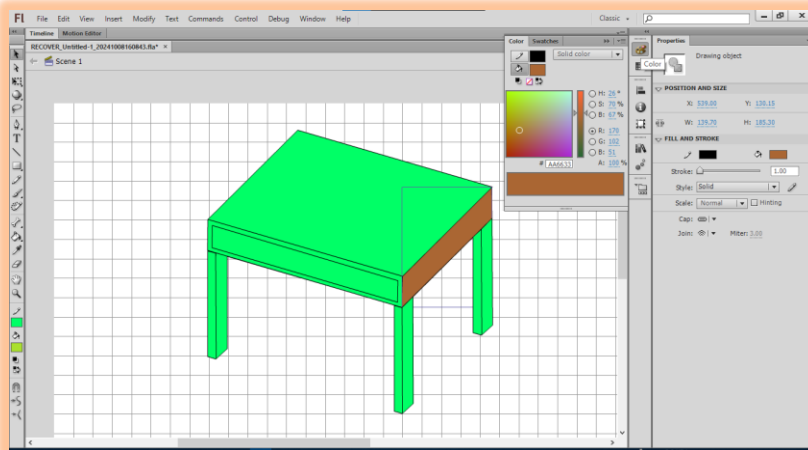 Fl File Edit View Insert Modify Text Commands Control Debug Window Help Classic
Timeline Motion Editor
RECOVER_Untitled-1_20241008160843.fla* ×
Scene 1
Color Swatches
Solid color
H: 26 °
S: 70 %
B: 67 %
R: 170
G: 102
B: 51
# AA6633 A: 100 %
Color
Properties
Drawing object
POSITION AND SIZE
X: 539.00 Y: 130.15
W: 139.70 H: 185.30
FILL AND STROKE
Stroke: 1.00
Style: Solid
Scale: Normal Hinting
Cap:
Join: Miter: 3.00